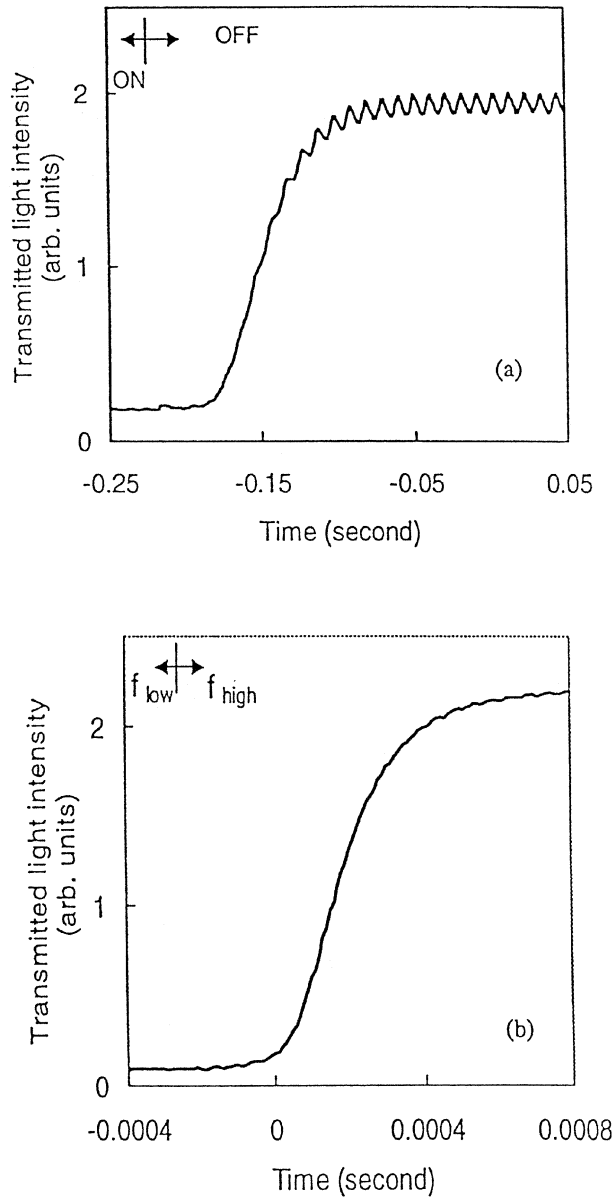 OFF
ON
Transmitted light intensity
(arb. units)
2
1
0
(a)
-0.25 -0.15 -0.05 0.05
Time (second)
f low f high
Transmitted light intensity
(arb. units)
2
1
0
(b)
-0.0004 0 0.0004 0.0008
Time (second)